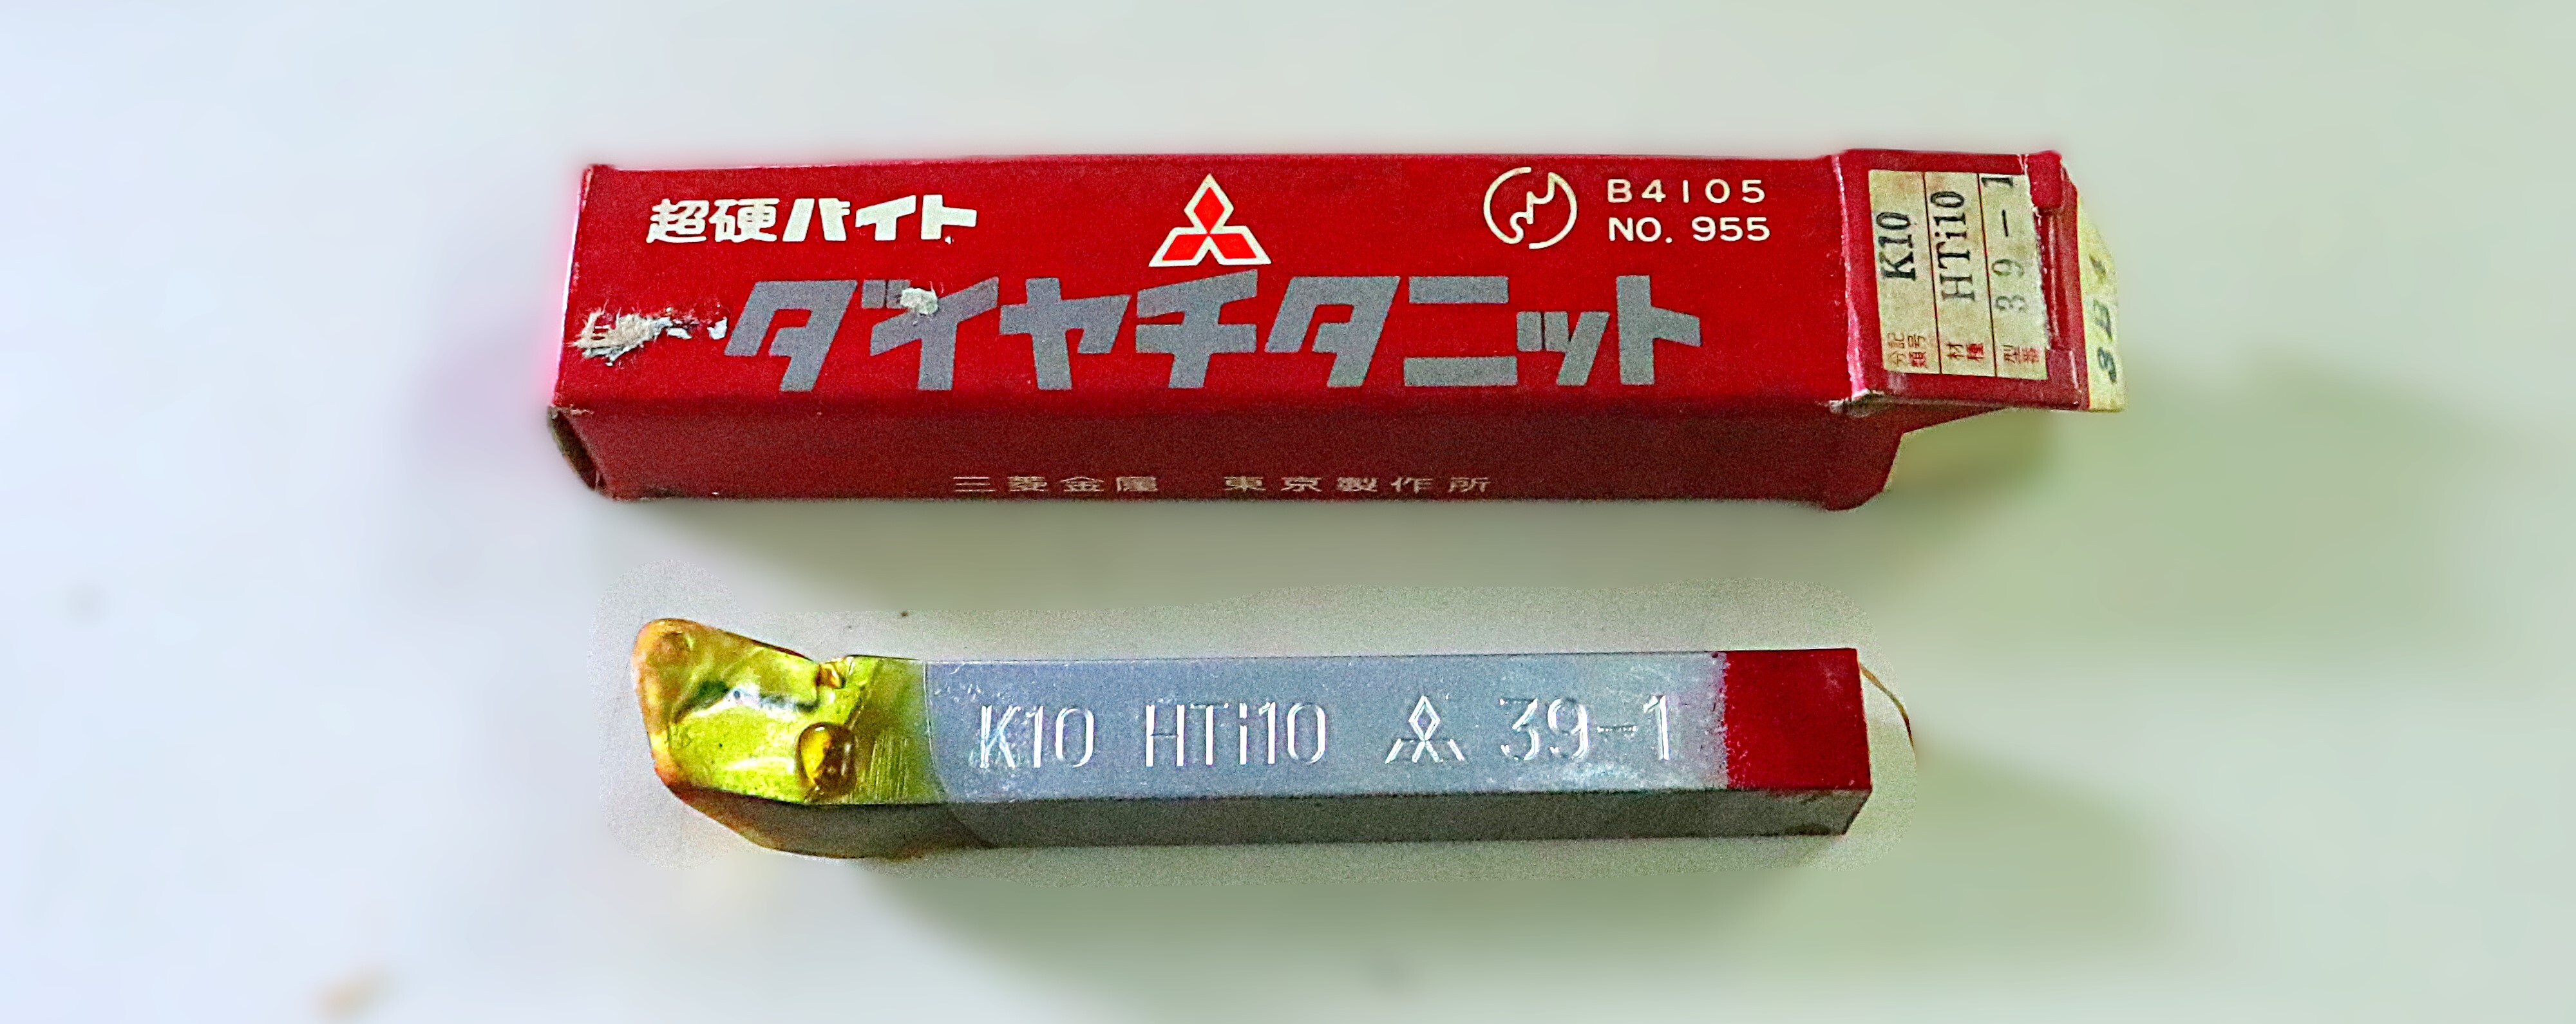 超硬バイト
B4105
NO. 955
ダイヤチタニット
三菱金属 東京製作所
分類記号 K10
材種 HTi10
型番 39-1
K10 HTi10 39-1